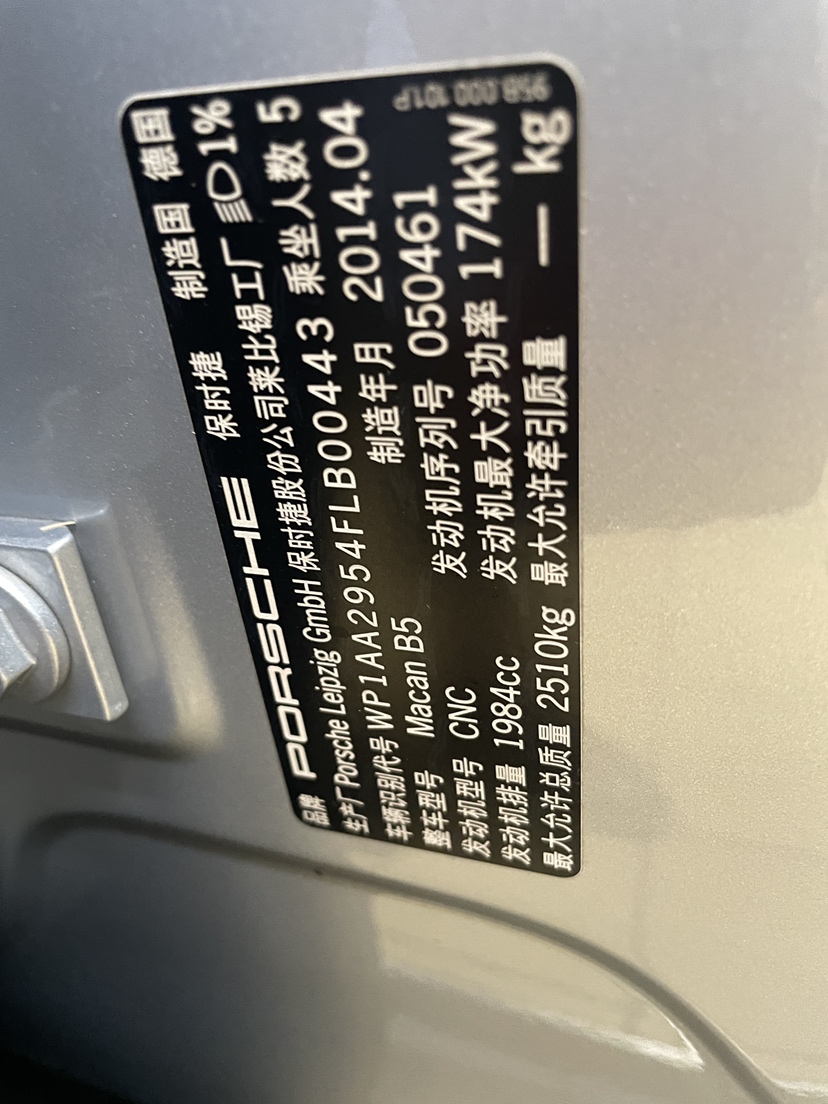 品牌 PORSCHE 保时捷 制造国 德国
生产厂 Porsche Leipzig GmbH 保时捷股份公司莱比锡工厂 1%
车辆识别代号 WP1AA2954FLB00443 乘坐人数 5
整车型号 Macan B5 制造年月 2014.04
发动机型号 CNC 发动机序列号 050461
发动机排量 1984cc 发动机最大净功率 174kW
最大允许总质量 2510kg 最大允许牵引质量 — kg
95B.000.101.P